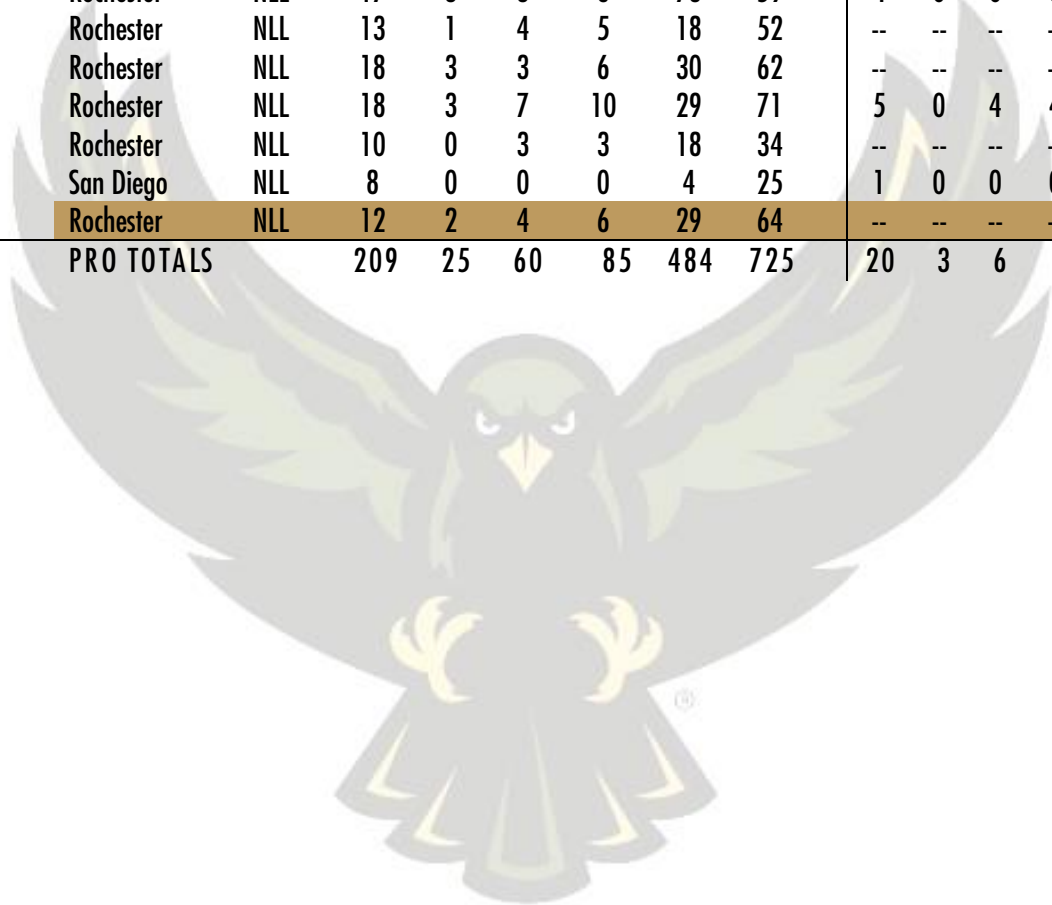 Rochester NLL 13 1 4 5 18 52 -- -- --
Rochester NLL 18 3 3 6 30 62 -- -- --
Rochester NLL 18 3 7 10 29 71 5 0 4
Rochester NLL 10 0 3 3 18 34 -- -- --
San Diego NLL 8 0 0 0 4 25 1 0 0
Rochester NLL 12 2 4 6 29 64 -- -- --
PRO TOTALS 209 25 60 85 484 725 20 3 6